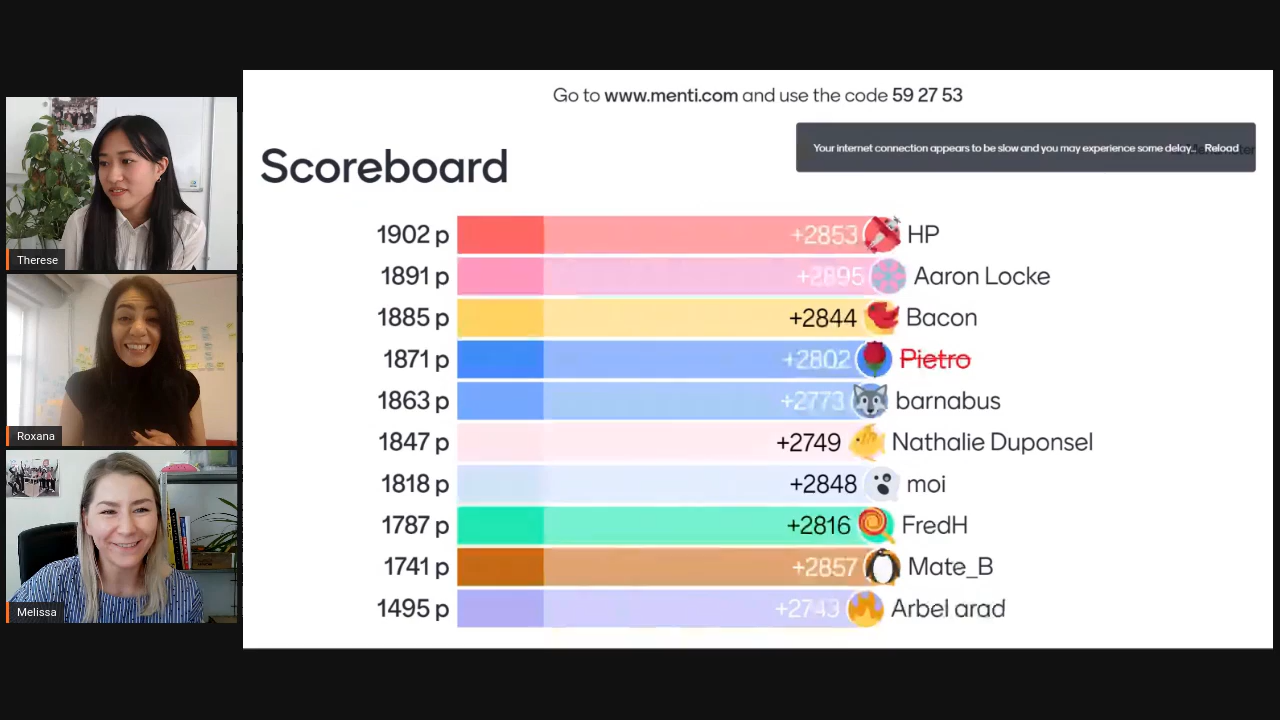 Go to www.menti.com and use the code 59 27 53
Your internet connection appears to be slow and you may experience some delay.. Reload
Scoreboard
1902 p +2853 HP
1891 p +2895 Aaron Locke
1885 p +2844 Bacon
1871 p +2802 Pietro
1863 p +2773 barnabus
1847 p +2749 Nathalie Duponsel
1818 p +2848 moi
1787 p +2816 FredH
1741 p +2857 Mate_B
1495 p +2743 Arbel arad
Therese
Roxana
Melissa